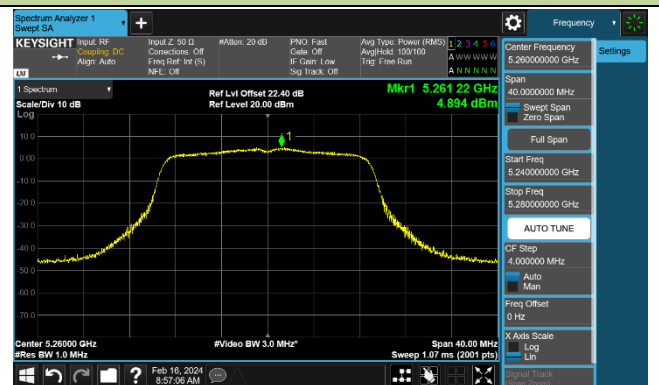 Spectrum Analyzer 1
Swept SA
Frequency
KEYSIGHT
Input: RF
Coupling: DC
Align: Auto
Input Z: 50 Ω
Corrections: Off
Freq Ref: Int (S)
NFE: Off
#Atten: 20 dB
PNO: Fast
Gate: Off
IF Gain: Low
Sig Track: Off
Avg Type: Power (RMS)
Avg|Hold: 100/100
Trig: Free Run
1 2 3 4 5 6
A W W W W W
A N N N N N
LXI
1 Spectrum
Scale/Div 10 dB
Log
Ref Lvl Offset 22.40 dB
Ref Level 20.00 dBm
Mkr1 5.261 22 GHz
4.894 dBm
1
10.0
0.00
-10.0
-20.0
-30.0
-40.0
-50.0
-60.0
-70.0
Center 5.26000 GHz
#Res BW 1.0 MHz
#Video BW 3.0 MHz*
Span 40.00 MHz
Sweep 1.07 ms (2001 pts)
Center Frequency
5.260000000 GHz
Settings
Span
40.0000000 MHz
Swept Span
Zero Span
Full Span
Start Freq
5.240000000 GHz
Stop Freq
5.280000000 GHz
AUTO TUNE
CF Step
4.000000 MHz
Auto
Man
Freq Offset
0 Hz
X Axis Scale
Log
Lin
Signal Track
(Span Zoom)
?
Feb 16, 2024
8:57:06 AM